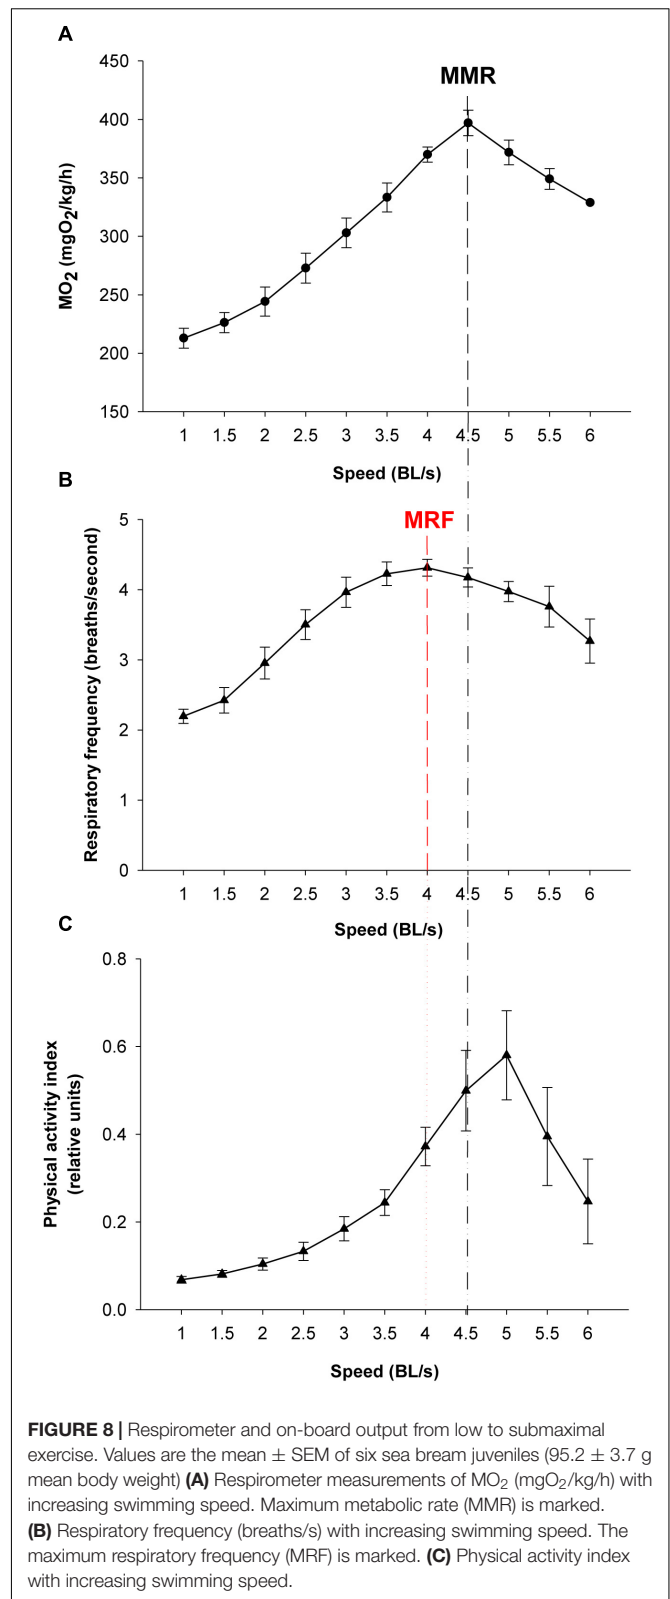 A
MMR
450
400
350
300
250
200
150
MO2 (mgO2/kg/h)
1 1.5 2 2.5 3 3.5 4 4.5 5 5.5 6
Speed (BL/s)
B
MRF
5
4
3
2
1
0
Respiratory frequency (breaths/second)
1 1.5 2 2.5 3 3.5 4 4.5 5 5.5 6
Speed (BL/s)
C
0.8
0.6
0.4
0.2
0.0
Physical activity index
(relative units)
1 1.5 2 2.5 3 3.5 4 4.5 5 5.5 6
Speed (BL/s)
FIGURE 8 | Respirometer and on-board output from low to submaximal
exercise. Values are the mean ± SEM of six sea bream juveniles (95.2 ± 3.7 g
mean body weight) (A) Respirometer measurements of MO2 (mgO2/kg/h) with
increasing swimming speed. Maximum metabolic rate (MMR) is marked.
(B) Respiratory frequency (breaths/s) with increasing swimming speed. The
maximum respiratory frequency (MRF) is marked. (C) Physical activity index
with increasing swimming speed.